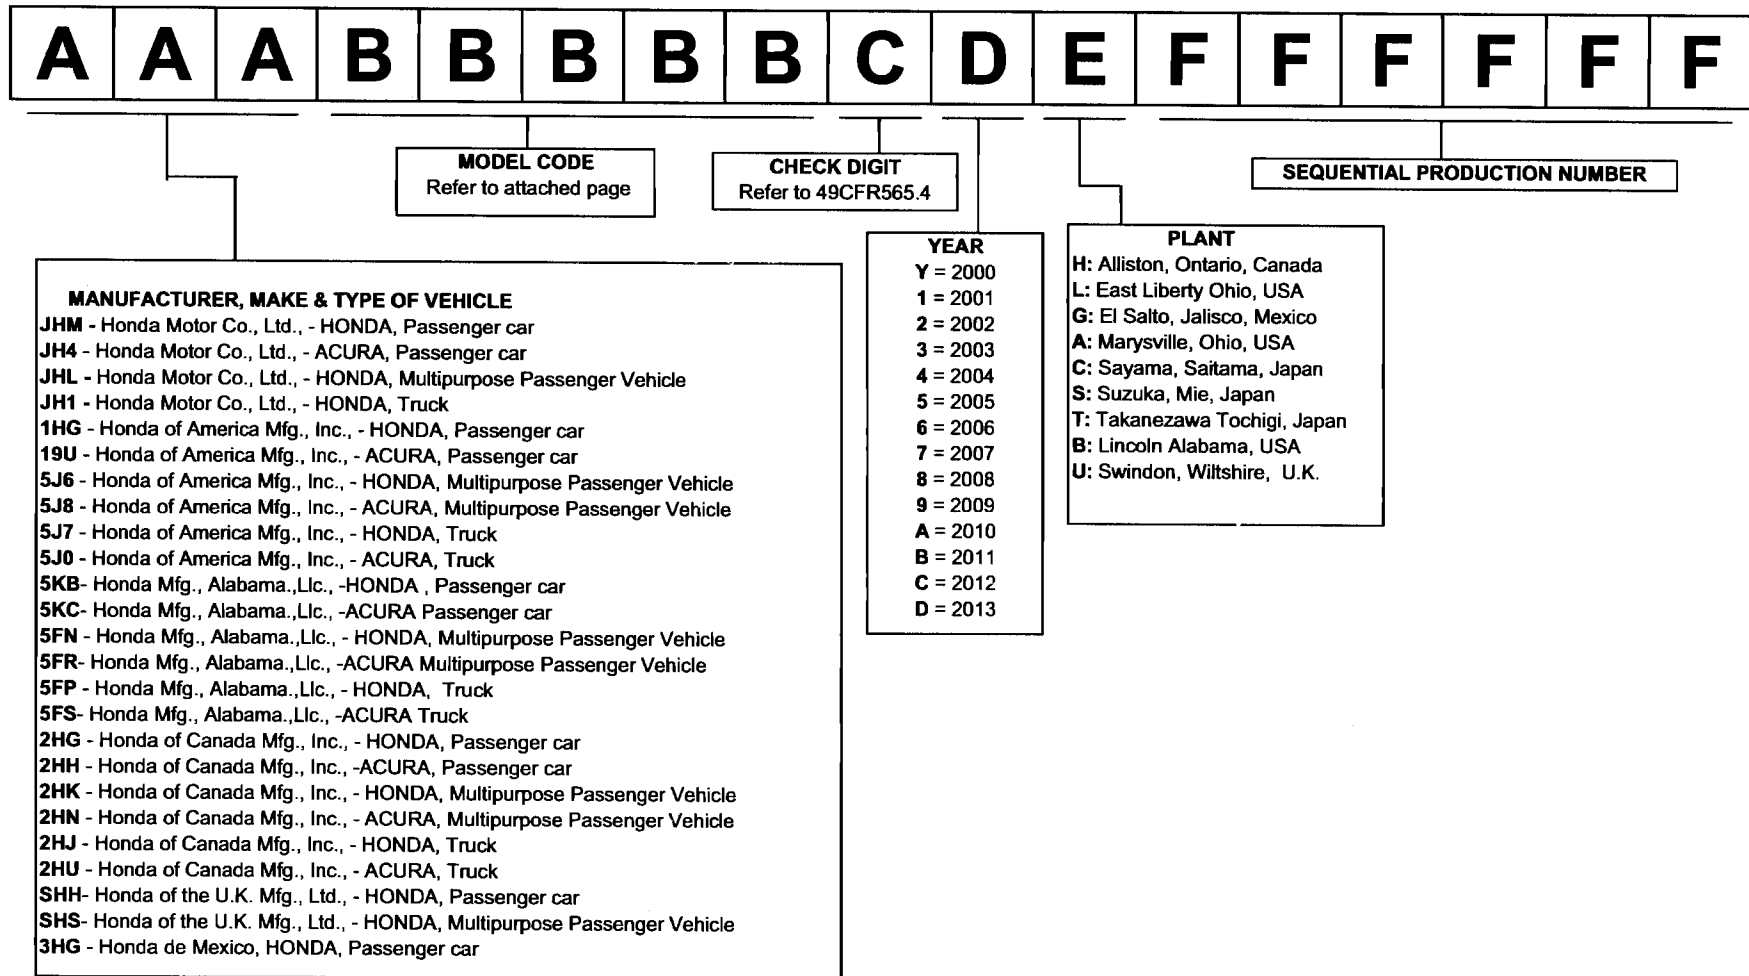 A A A B B B B B C D E F F F F F F
MODEL CODE
Refer to attached page
CHECK DIGIT
Refer to 49CFR565.4
SEQUENTIAL PRODUCTION NUMBER
MANUFACTURER, MAKE & TYPE OF VEHICLE
JHM - Honda Motor Co., Ltd., - HONDA, Passenger car
JH4 - Honda Motor Co., Ltd., - ACURA, Passenger car
JHL - Honda Motor Co., Ltd., - HONDA, Multipurpose Passenger Vehicle
JH1 - Honda Motor Co., Ltd., - HONDA, Truck
1HG - Honda of America Mfg., Inc., - HONDA, Passenger car
19U - Honda of America Mfg., Inc., - ACURA, Passenger car
5J6 - Honda of America Mfg., Inc., - HONDA, Multipurpose Passenger Vehicle
5J8 - Honda of America Mfg., Inc., - ACURA, Multipurpose Passenger Vehicle
5J7 - Honda of America Mfg., Inc., - HONDA, Truck
5J0 - Honda of America Mfg., Inc., - ACURA, Truck
5KB- Honda Mfg., Alabama.,Llc., -HONDA , Passenger car
5KC- Honda Mfg., Alabama.,Llc., -ACURA Passenger car
5FN - Honda Mfg., Alabama.,Llc., - HONDA, Multipurpose Passenger Vehicle
5FR- Honda Mfg., Alabama.,Llc., -ACURA Multipurpose Passenger Vehicle
5FP - Honda Mfg., Alabama.,Llc., - HONDA, Truck
5FS- Honda Mfg., Alabama.,Llc., -ACURA Truck
2HG - Honda of Canada Mfg., Inc., - HONDA, Passenger car
2HH - Honda of Canada Mfg., Inc., -ACURA, Passenger car
2HK - Honda of Canada Mfg., Inc., - HONDA, Multipurpose Passenger Vehicle
2HN - Honda of Canada Mfg., Inc., - ACURA, Multipurpose Passenger Vehicle
2HJ - Honda of Canada Mfg., Inc., - HONDA, Truck
2HU - Honda of Canada Mfg., Inc., - ACURA, Truck
SHH- Honda of the U.K. Mfg., Ltd., - HONDA, Passenger car
SHS- Honda of the U.K. Mfg., Ltd., - HONDA, Multipurpose Passenger Vehicle
3HG - Honda de Mexico, HONDA, Passenger car
YEAR
Y = 2000
1 = 2001
2 = 2002
3 = 2003
4 = 2004
5 = 2005
6 = 2006
7 = 2007
8 = 2008
9 = 2009
A = 2010
B = 2011
C = 2012
D = 2013
PLANT
H: Alliston, Ontario, Canada
L: East Liberty Ohio, USA
G: El Salto, Jalisco, Mexico
A: Marysville, Ohio, USA
C: Sayama, Saitama, Japan
S: Suzuka, Mie, Japan
T: Takanezawa Tochigi, Japan
B: Lincoln Alabama, USA
U: Swindon, Wiltshire, U.K.